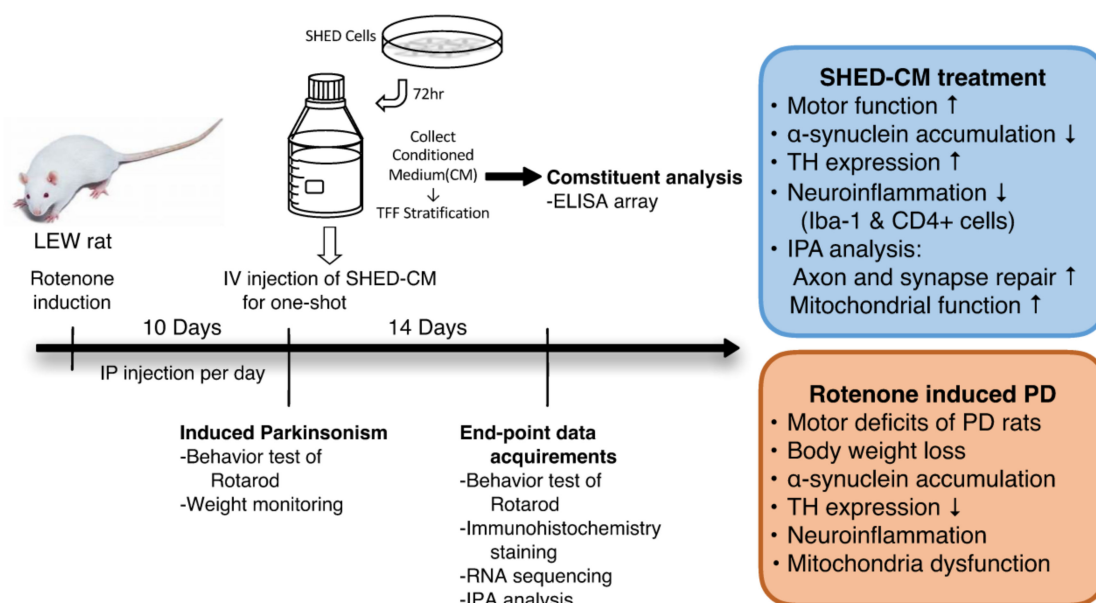 SHED Cells
72hr
Collect
Conditioned
Medium(CM)
↓
TFF Stratification
Comstituent analysis
-ELISA array
LEW rat
Rotenone
induction
IV injection of SHED-CM
for one-shot
10 Days
14 Days
IP injection per day
Induced Parkinsonism
-Behavior test of
Rotarod
-Weight monitoring
End-point data
acquirements
-Behavior test of
Rotarod
-Immunohistochemistry
staining
-RNA sequencing
-IPA analysis
SHED-CM treatment
• Motor function ↑
• α-synuclein accumulation ↓
• TH expression ↑
• Neuroinflammation ↓
(Iba-1 & CD4+ cells)
• IPA analysis:
Axon and synapse repair ↑
Mitochondrial function ↑
Rotenone induced PD
• Motor deficits of PD rats
• Body weight loss
• α-synuclein accumulation
• TH expression ↓
• Neuroinflammation
• Mitochondria dysfunction